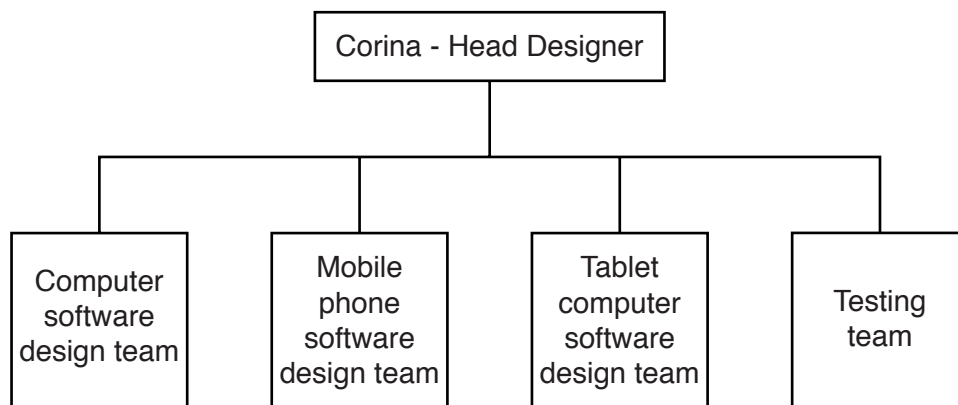 Corina - Head Designer
Computer
software
design team
Mobile
phone
software
design team
Tablet
computer
software
design team
Testing
team